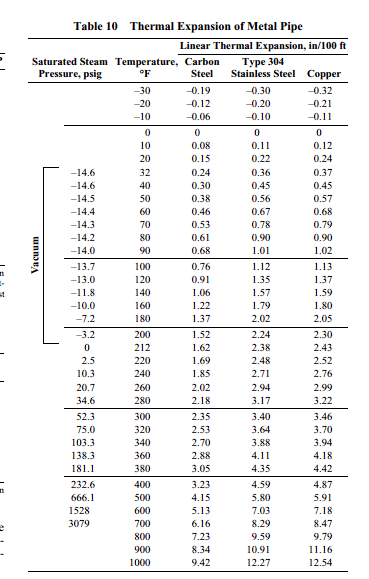 Table 10 Thermal Expansion of Metal Pipe
Linear Thermal Expansion, in/100 ft
Saturated Steam Temperature, Carbon Type 304
Pressure, psig °F Steel Stainless Steel Copper
–30 –0.19 –0.30 –0.32
–20 –0.12 –0.20 –0.21
–10 –0.06 –0.10 –0.11
0 0 0 0
10 0.08 0.11 0.12
20 0.15 0.22 0.24
–14.6 32 0.24 0.36 0.37
–14.6 40 0.30 0.45 0.45
–14.5 50 0.38 0.56 0.57
–14.4 60 0.46 0.67 0.68
–14.3 70 0.53 0.78 0.79
–14.2 80 0.61 0.90 0.90
–14.0 90 0.68 1.01 1.02
Vacuum
–13.7 100 0.76 1.12 1.13
–13.0 120 0.91 1.35 1.37
–11.8 140 1.06 1.57 1.59
–10.0 160 1.22 1.79 1.80
–7.2 180 1.37 2.02 2.05
–3.2 200 1.52 2.24 2.30
0 212 1.62 2.38 2.43
2.5 220 1.69 2.48 2.52
10.3 240 1.85 2.71 2.76
20.7 260 2.02 2.94 2.99
34.6 280 2.18 3.17 3.22
52.3 300 2.35 3.40 3.46
75.0 320 2.53 3.64 3.70
103.3 340 2.70 3.88 3.94
138.3 360 2.88 4.11 4.18
181.1 380 3.05 4.35 4.42
232.6 400 3.23 4.59 4.87
666.1 500 4.15 5.80 5.91
1528 600 5.13 7.03 7.18
3079 700 6.16 8.29 8.47
800 7.23 9.59 9.79
900 8.34 10.91 11.16
1000 9.42 12.27 12.54